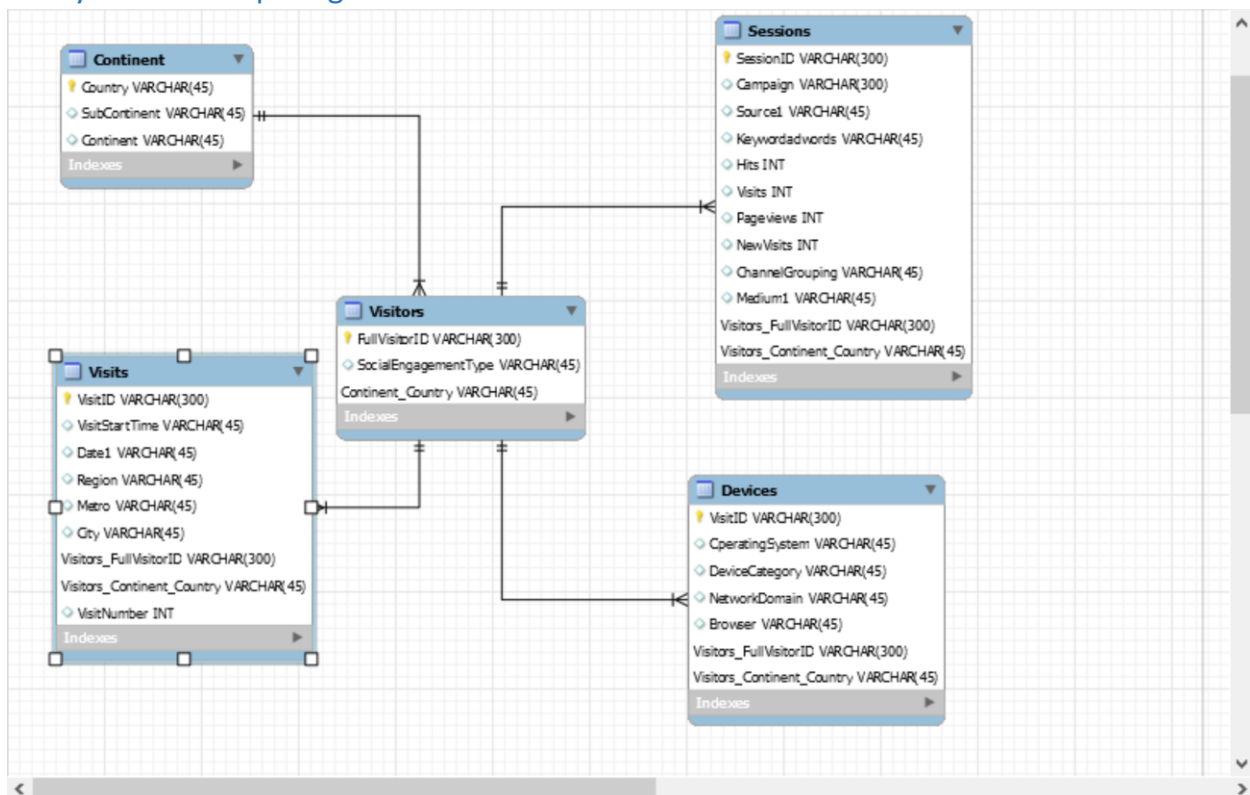 Continent
Country VARCHAR(45)
SubContinent VARCHAR(45)
Continent VARCHAR(45)
Indexes
Sessions
SessionID VARCHAR(300)
Campaign VARCHAR(300)
Source1 VARCHAR(45)
Keywordadwords VARCHAR(45)
Hits INT
Visits INT
Pageviews INT
NewVisits INT
ChannelGrouping VARCHAR(45)
Medium1 VARCHAR(45)
Visitors_FullVisitorID VARCHAR(300)
Visitors_Continent_Country VARCHAR(45)
Indexes
Visitors
FullVisitorID VARCHAR(300)
SocialEngagementType VARCHAR(45)
Continent_Country VARCHAR(45)
Indexes
Visits
VisitID VARCHAR(300)
VisitStartTime VARCHAR(45)
Date1 VARCHAR(45)
Region VARCHAR(45)
Metro VARCHAR(45)
City VARCHAR(45)
Visitors_FullVisitorID VARCHAR(300)
Visitors_Continent_Country VARCHAR(45)
VisitNumber INT
Indexes
Devices
VisitID VARCHAR(300)
OperatingSystem VARCHAR(45)
DeviceCategory VARCHAR(45)
NetworkDomain VARCHAR(45)
Browser VARCHAR(45)
Visitors_FullVisitorID VARCHAR(300)
Visitors_Continent_Country VARCHAR(45)
Indexes